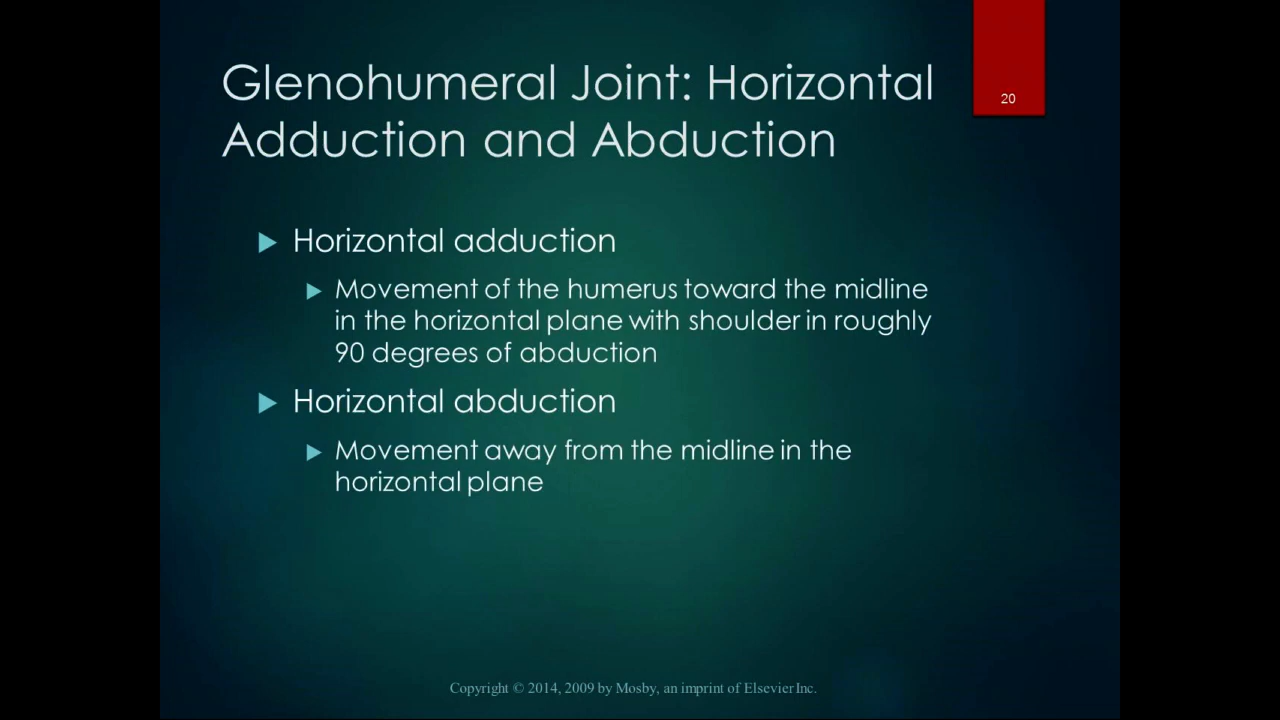 Glenohumeral Joint: Horizontal
Adduction and Abduction
20
Horizontal adduction
Movement of the humerus toward the midline
in the horizontal plane with shoulder in roughly
90 degrees of abduction
Horizontal abduction
Movement away from the midline in the
horizontal plane
Copyright © 2014, 2009 by Mosby, an imprint of Elsevier Inc.